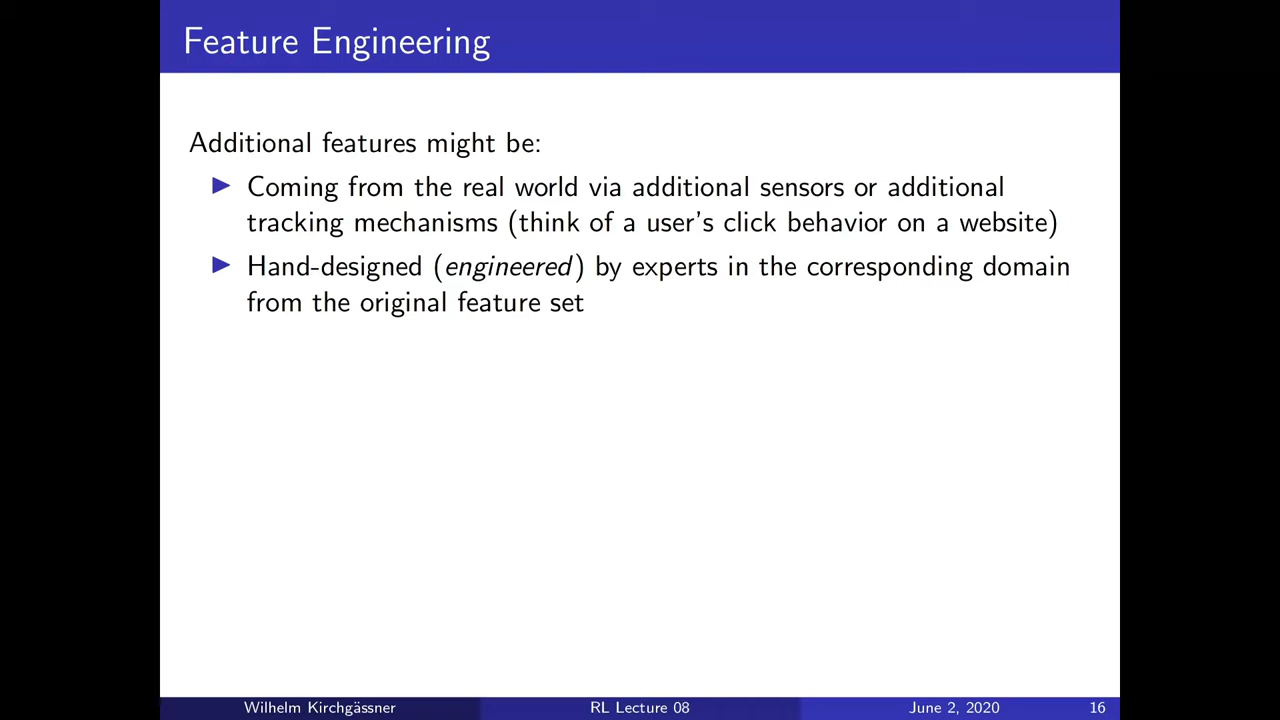 Feature Engineering
Additional features might be:
Coming from the real world via additional sensors or additional
tracking mechanisms (think of a user's click behavior on a website)
Hand-designed (engineered) by experts in the corresponding domain
from the original feature set
Wilhelm Kirchgässner RL Lecture 08 June 2, 2020 16